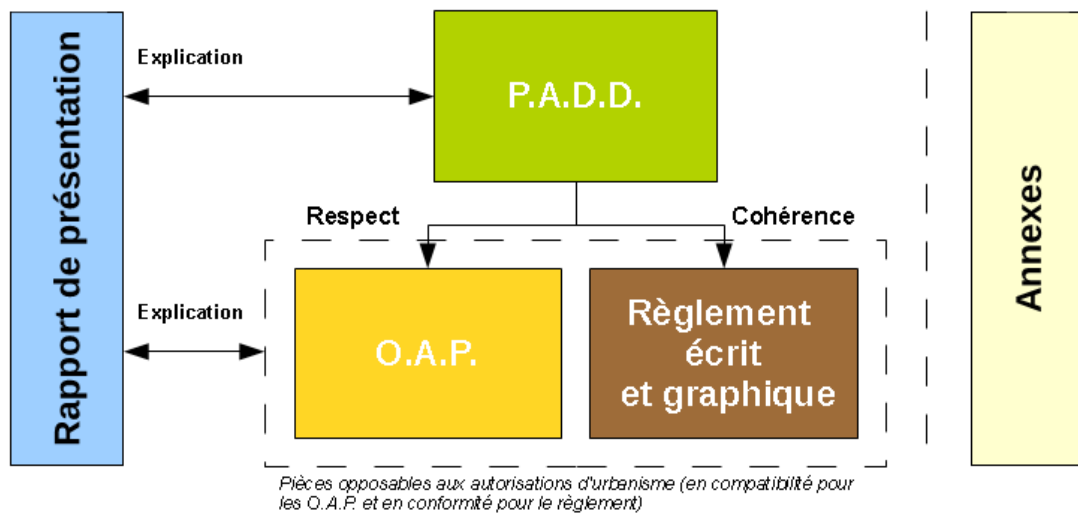 Rapport de présentation
Explication
P.A.D.D.
Respect
Cohérence
Explication
O.A.P.
Règlement
écrit
et graphique
Pièces opposables aux autorisations d'urbanisme (en compatibilité pour
les O.A.P. et en conformité pour le règlement)
Annexes